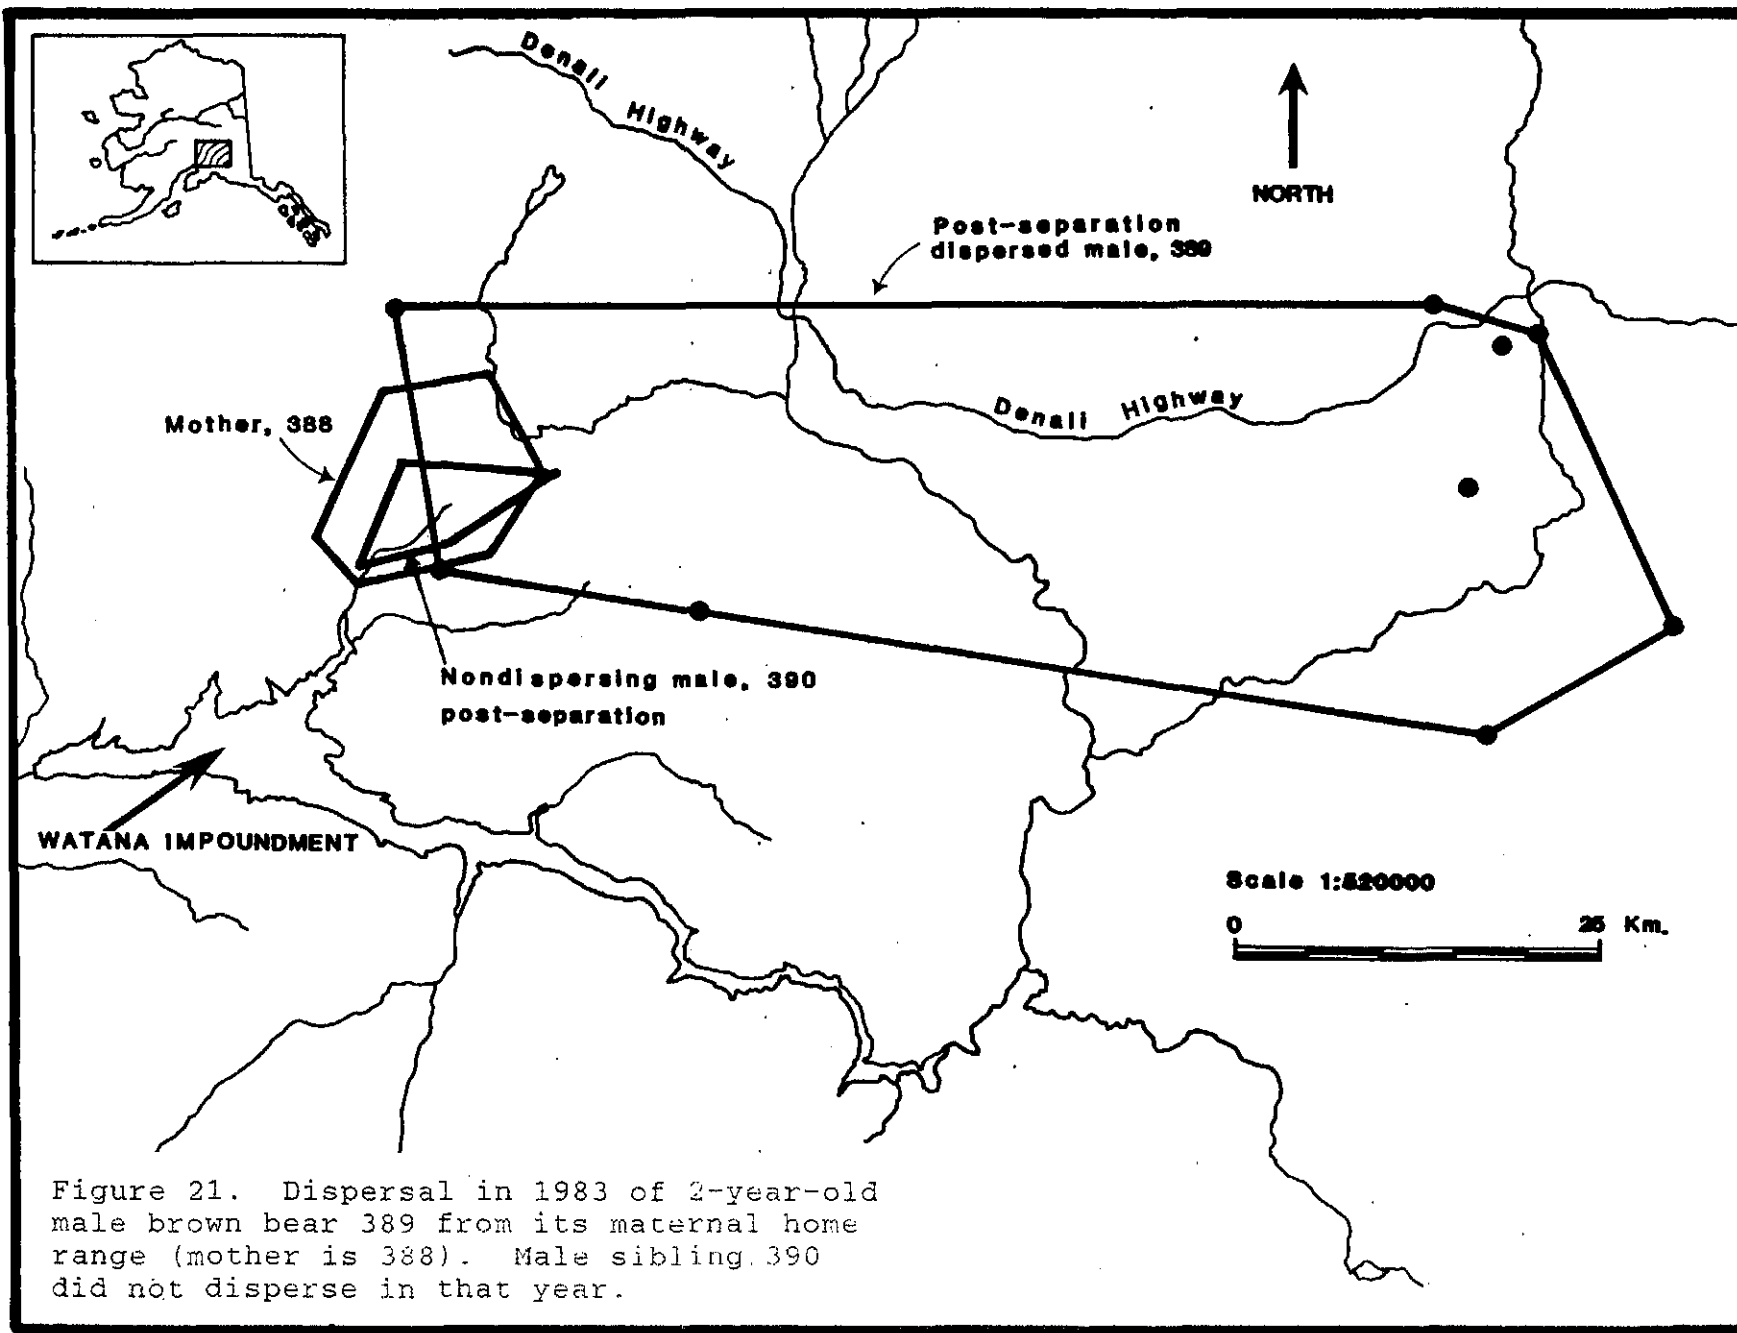 Denali Highway
NORTH
Post-separation
dispersed male, 389
Mother, 388
Denali Highway
Nondispersing male, 390
post-separation
WATANA IMPOUNDMENT
Scale 1:520000
0 25 Km.
Figure 21. Dispersal in 1983 of 2-year-old
male brown bear 389 from its maternal home
range (mother is 388). Male sibling 390
did not disperse in that year.